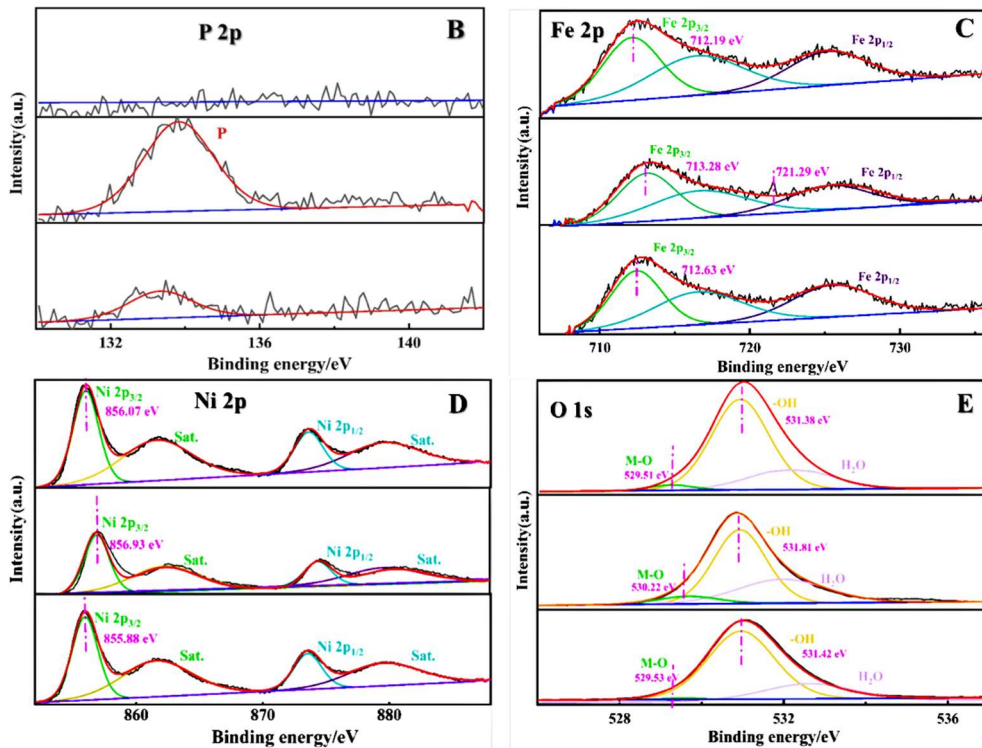 B
P 2p
P
Intensity(a.u.)
132
136
140
Binding energy/eV
C
Fe 2p
Fe 2p3/2
712.19 eV
Fe 2p1/2
Fe 2p3/2
713.28 eV
721.29 eV
Fe 2p1/2
Fe 2p3/2
712.63 eV
Fe 2p1/2
Intensity(a.u.)
710
720
730
Binding energy/eV
D
Ni 2p
Ni 2p3/2
856.07 eV
Sat.
Ni 2p1/2
Sat.
Ni 2p3/2
856.93 eV
Sat.
Ni 2p1/2
Sat.
Ni 2p3/2
855.88 eV
Sat.
Ni 2p1/2
Sat.
Intensity(a.u.)
860
870
880
Binding energy/eV
E
O 1s
-OH
531.38 eV
M-O
529.51 eV
H2O
-OH
531.81 eV
M-O
530.22 eV
H2O
-OH
531.42 eV
M-O
529.53 eV
H2O
Intensity(a.u.)
528
532
536
Binding energy/eV